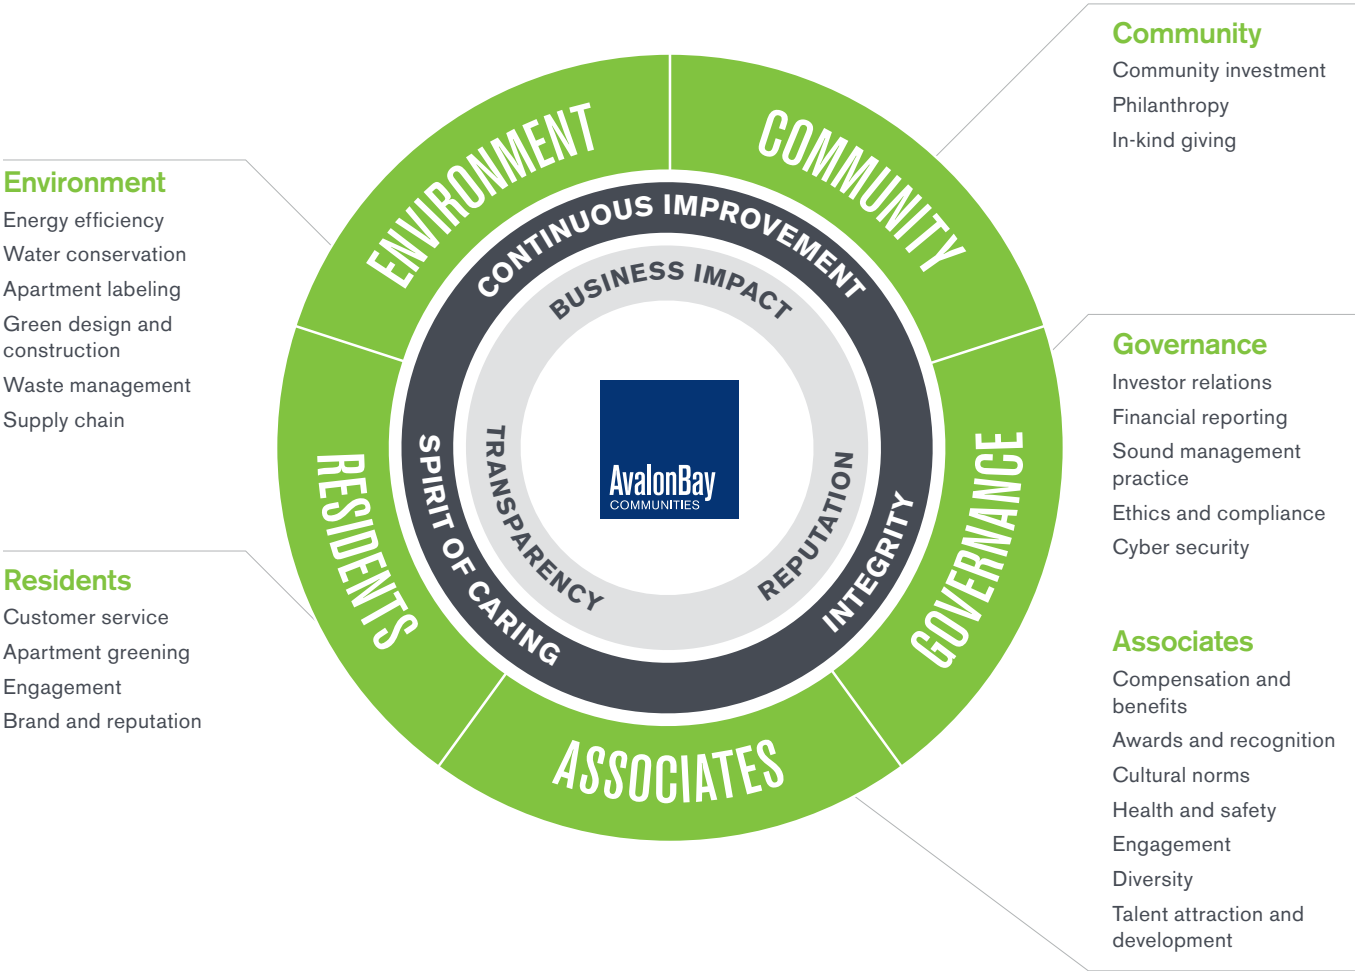 Community
Community investment
Philanthropy
In-kind giving
Environment
Energy efficiency
Water conservation
Apartment labeling
Green design and
construction
Waste management
Supply chain
ENVIRONMENT
COMMUNITY
CONTINUOUS IMPROVEMENT
BUSINESS IMPACT
Governance
Investor relations
Financial reporting
Sound management
practice
Ethics and compliance
Cyber security
RESIDENTS
SPIRIT OF CARING
TRANSPARENCY
AvalonBay
COMMUNITIES
REPUTATION
INTEGRITY
GOVERNANCE
Residents
Customer service
Apartment greening
Engagement
Brand and reputation
ASSOCIATES
Associates
Compensation and
benefits
Awards and recognition
Cultural norms
Health and safety
Engagement
Diversity
Talent attraction and
development